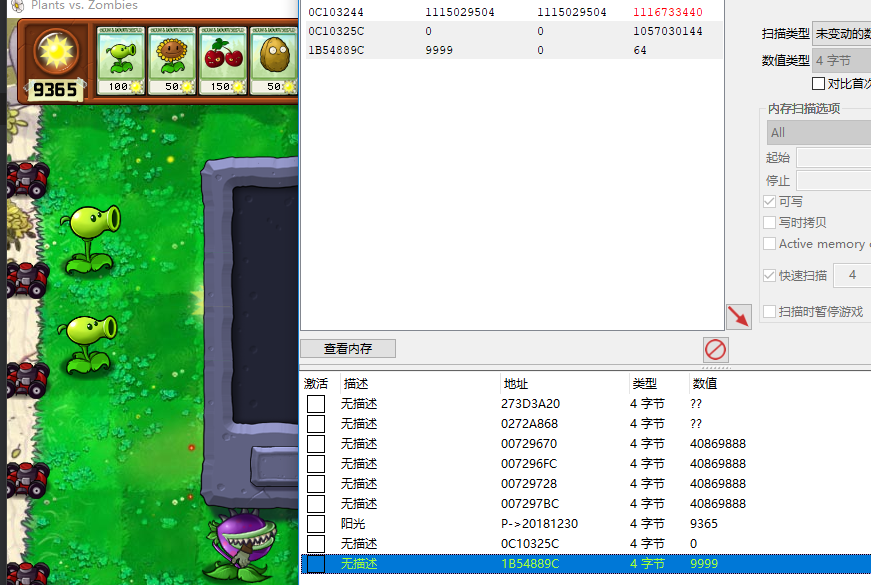 Plants vs. Zombies
9365
100
50
150
50
0C103244 1115029504 1115029504 1116733440
0C10325C 0 0 1057030144
1B54889C 9999 0 64
扫描类型 未变动的数
数值类型 4 字节
对比首次
内存扫描选项
All
起始
停止
可写
写时拷贝
Active memory
快速扫描 4
扫描时暂停游戏
查看内存
激活 描述 地址 类型 数值
无描述 273D3A20 4 字节 ??
无描述 0272A868 4 字节 ??
无描述 00729670 4 字节 40869888
无描述 007296FC 4 字节 40869888
无描述 00729728 4 字节 40869888
无描述 007297BC 4 字节 40869888
阳光 P->20181230 4 字节 9365
无描述 0C10325C 4 字节 0
无描述 1B54889C 4 字节 9999